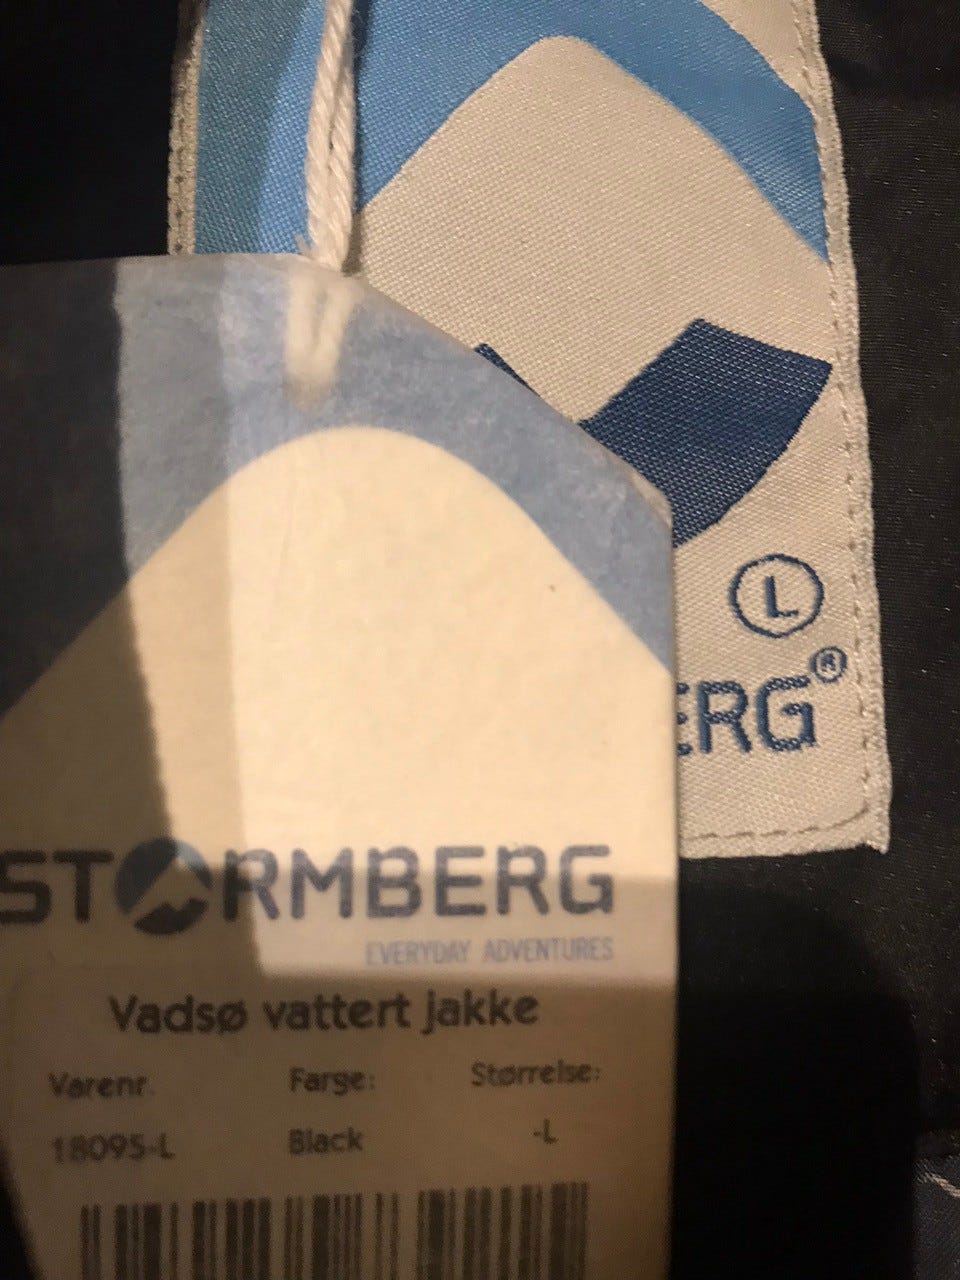 L
ERG®
STORMBERG
EVERYDAY ADVENTURES
Vadsø vattert jakke
Varenr. Farge: Størrelse:
18095-L Black -L